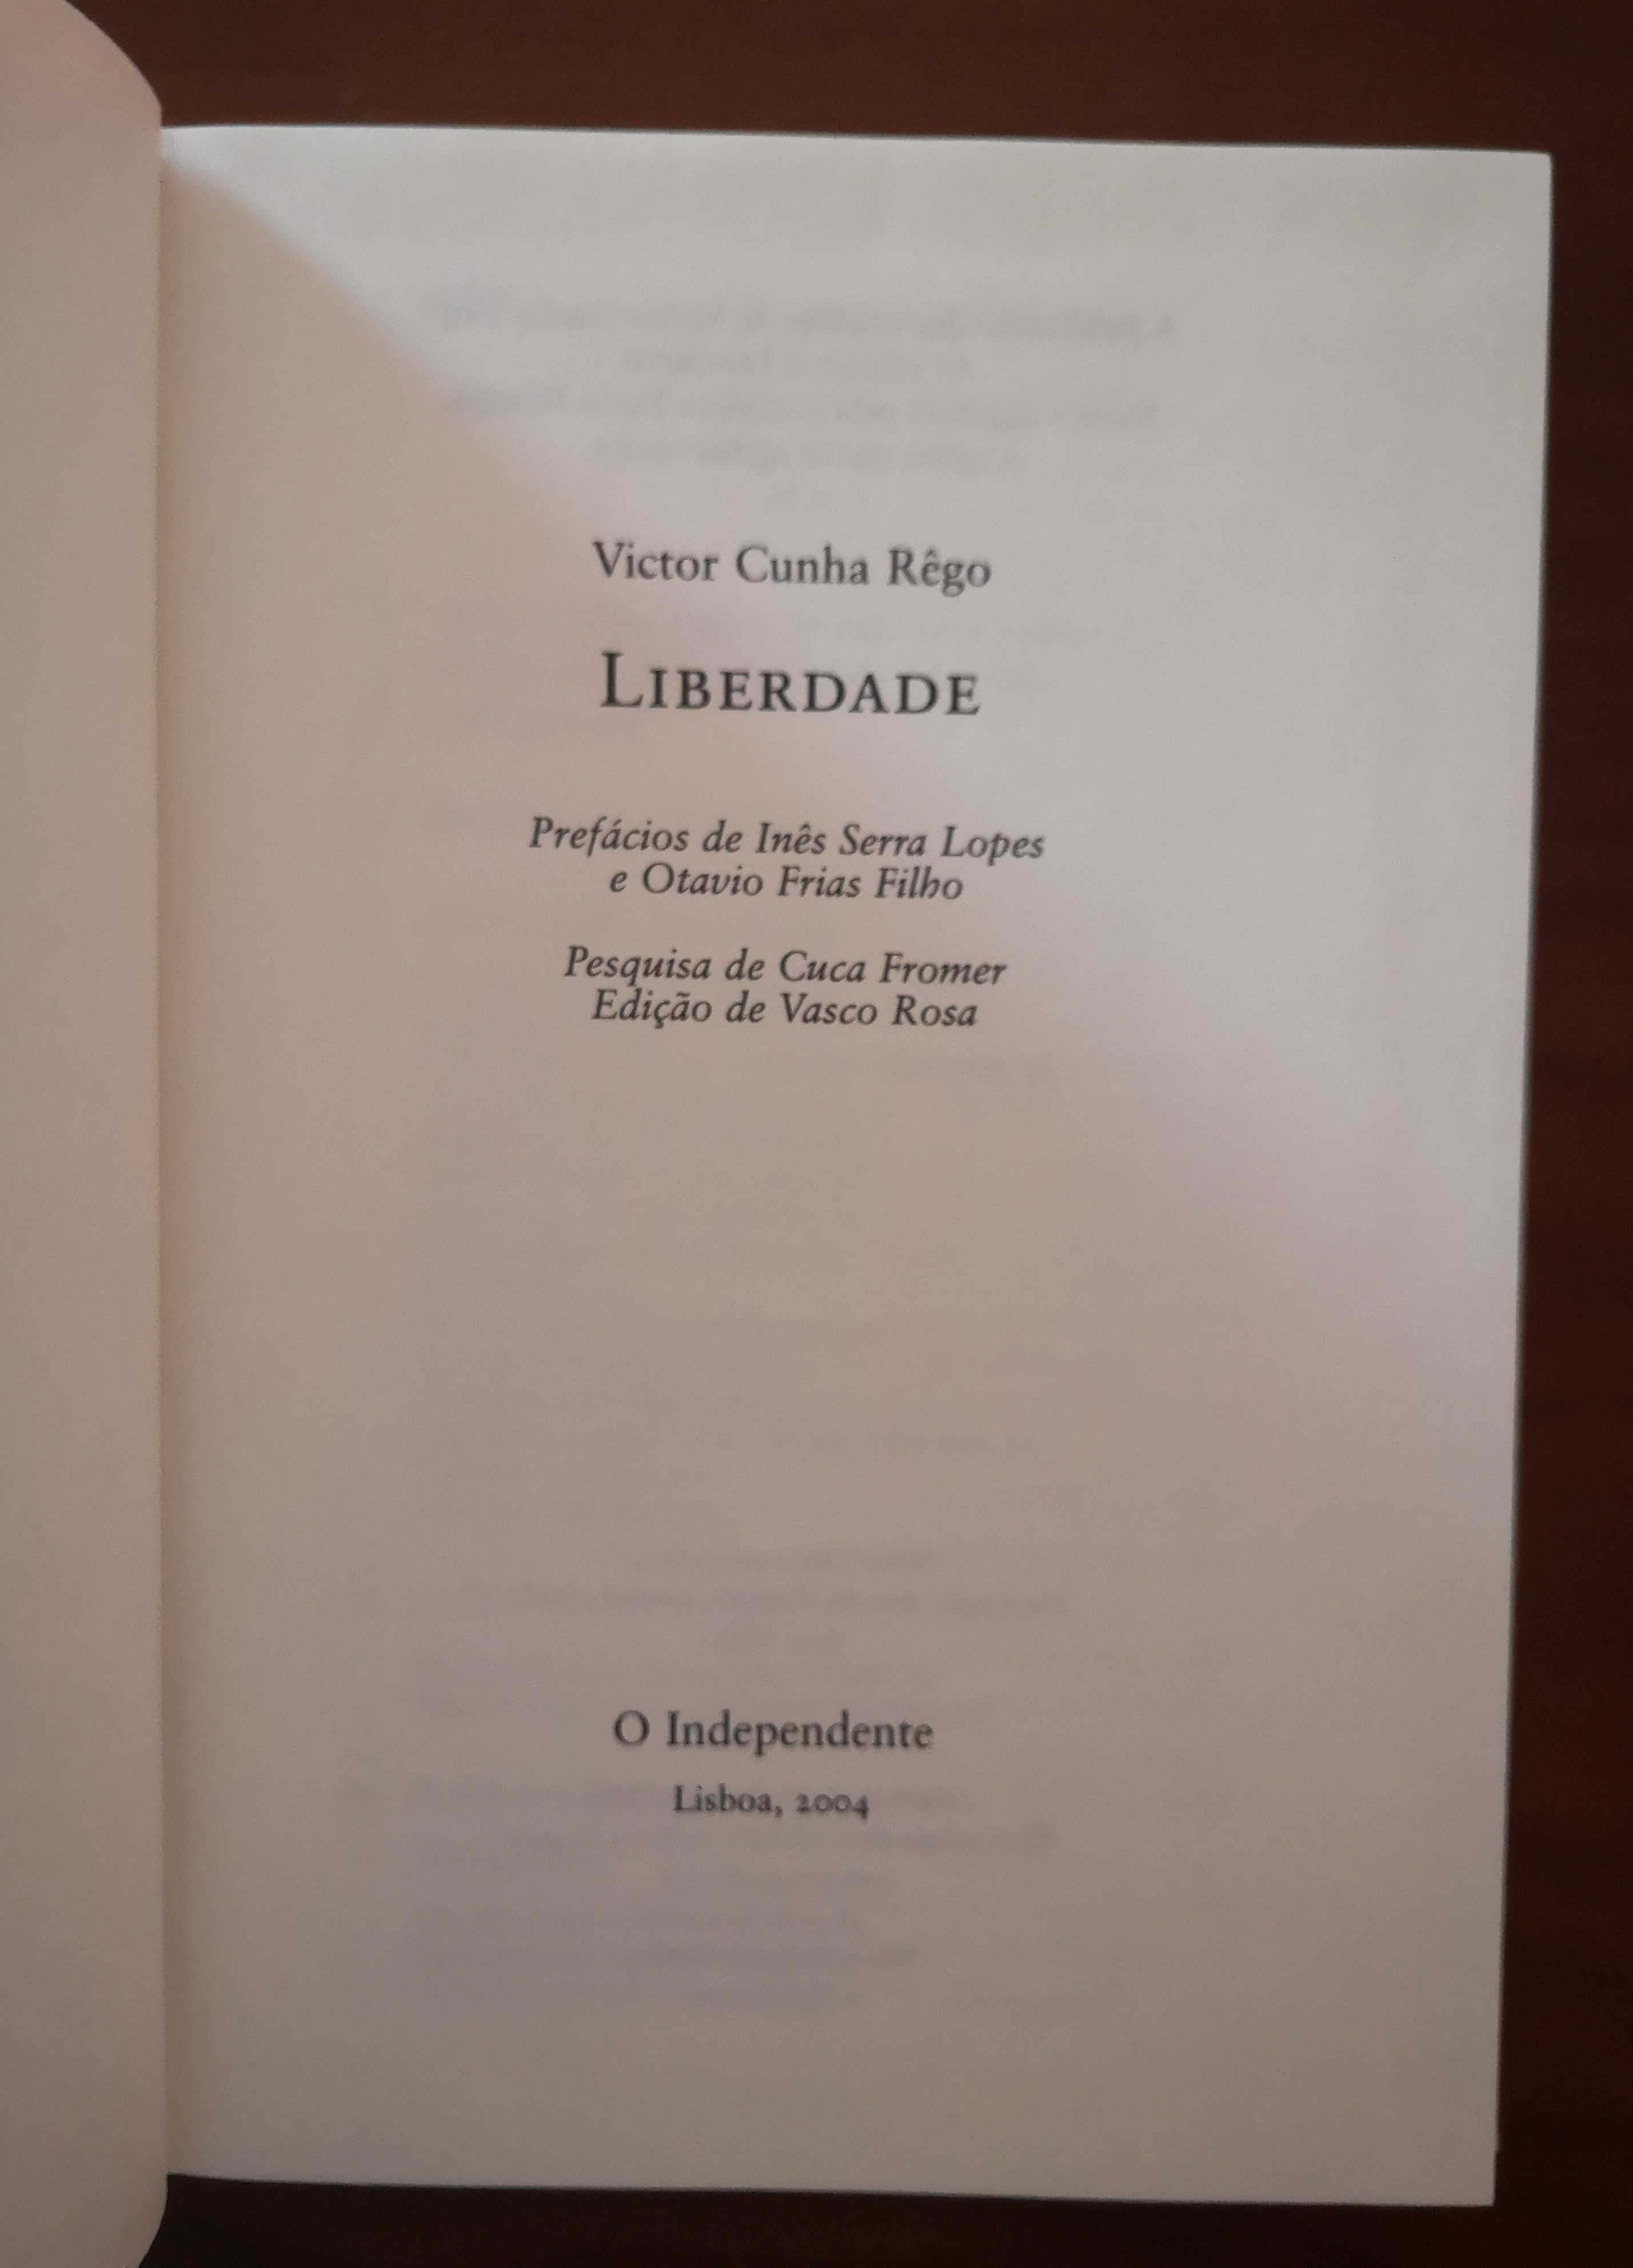 Victor Cunha Rêgo
LIBERDADE
Prefácios de Inês Serra Lopes
e Otavio Frias Filho
Pesquisa de Cuca Fromer
Edição de Vasco Rosa
O Independente
Lisboa, 2004